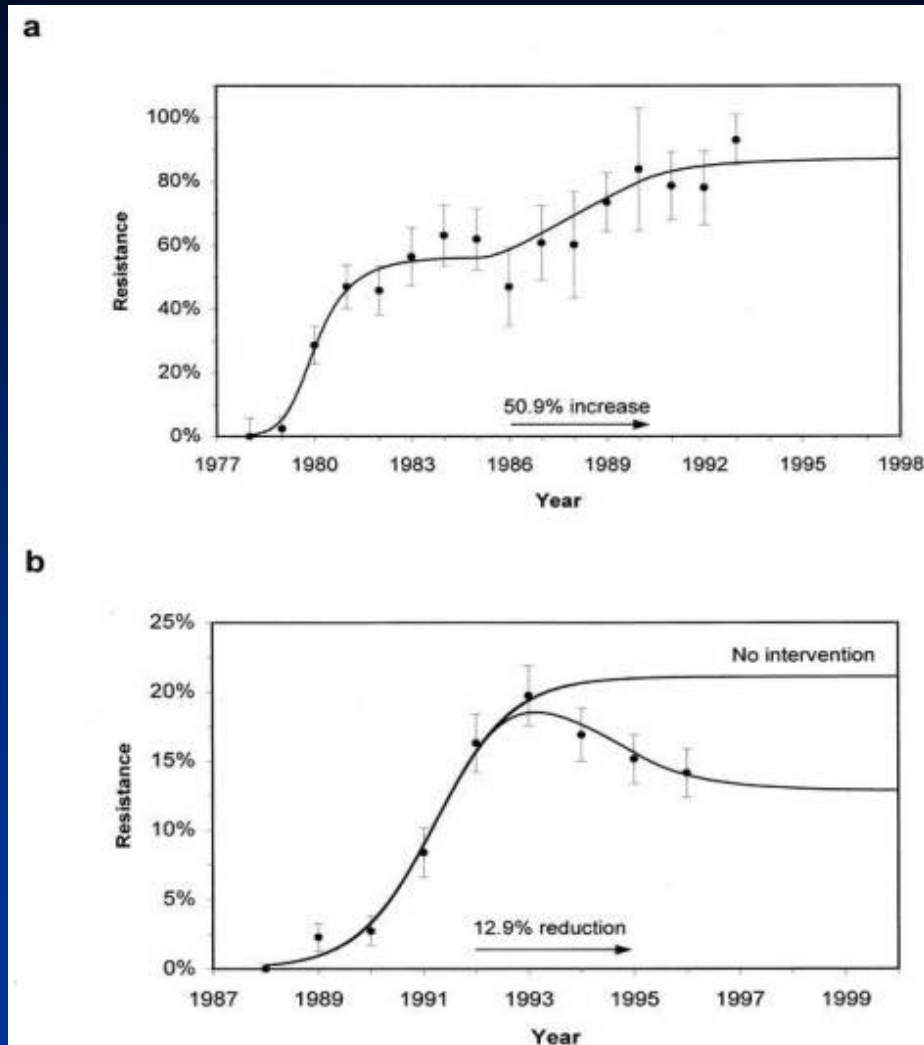 a
100%
80%
60%
40%
20%
0%
Resistance
50.9% increase
1977 1980 1983 1986 1989 1992 1995 1998
Year
b
25%
20%
15%
10%
5%
0%
Resistance
No intervention
12.9% reduction
1987 1989 1991 1993 1995 1997 1999
Year